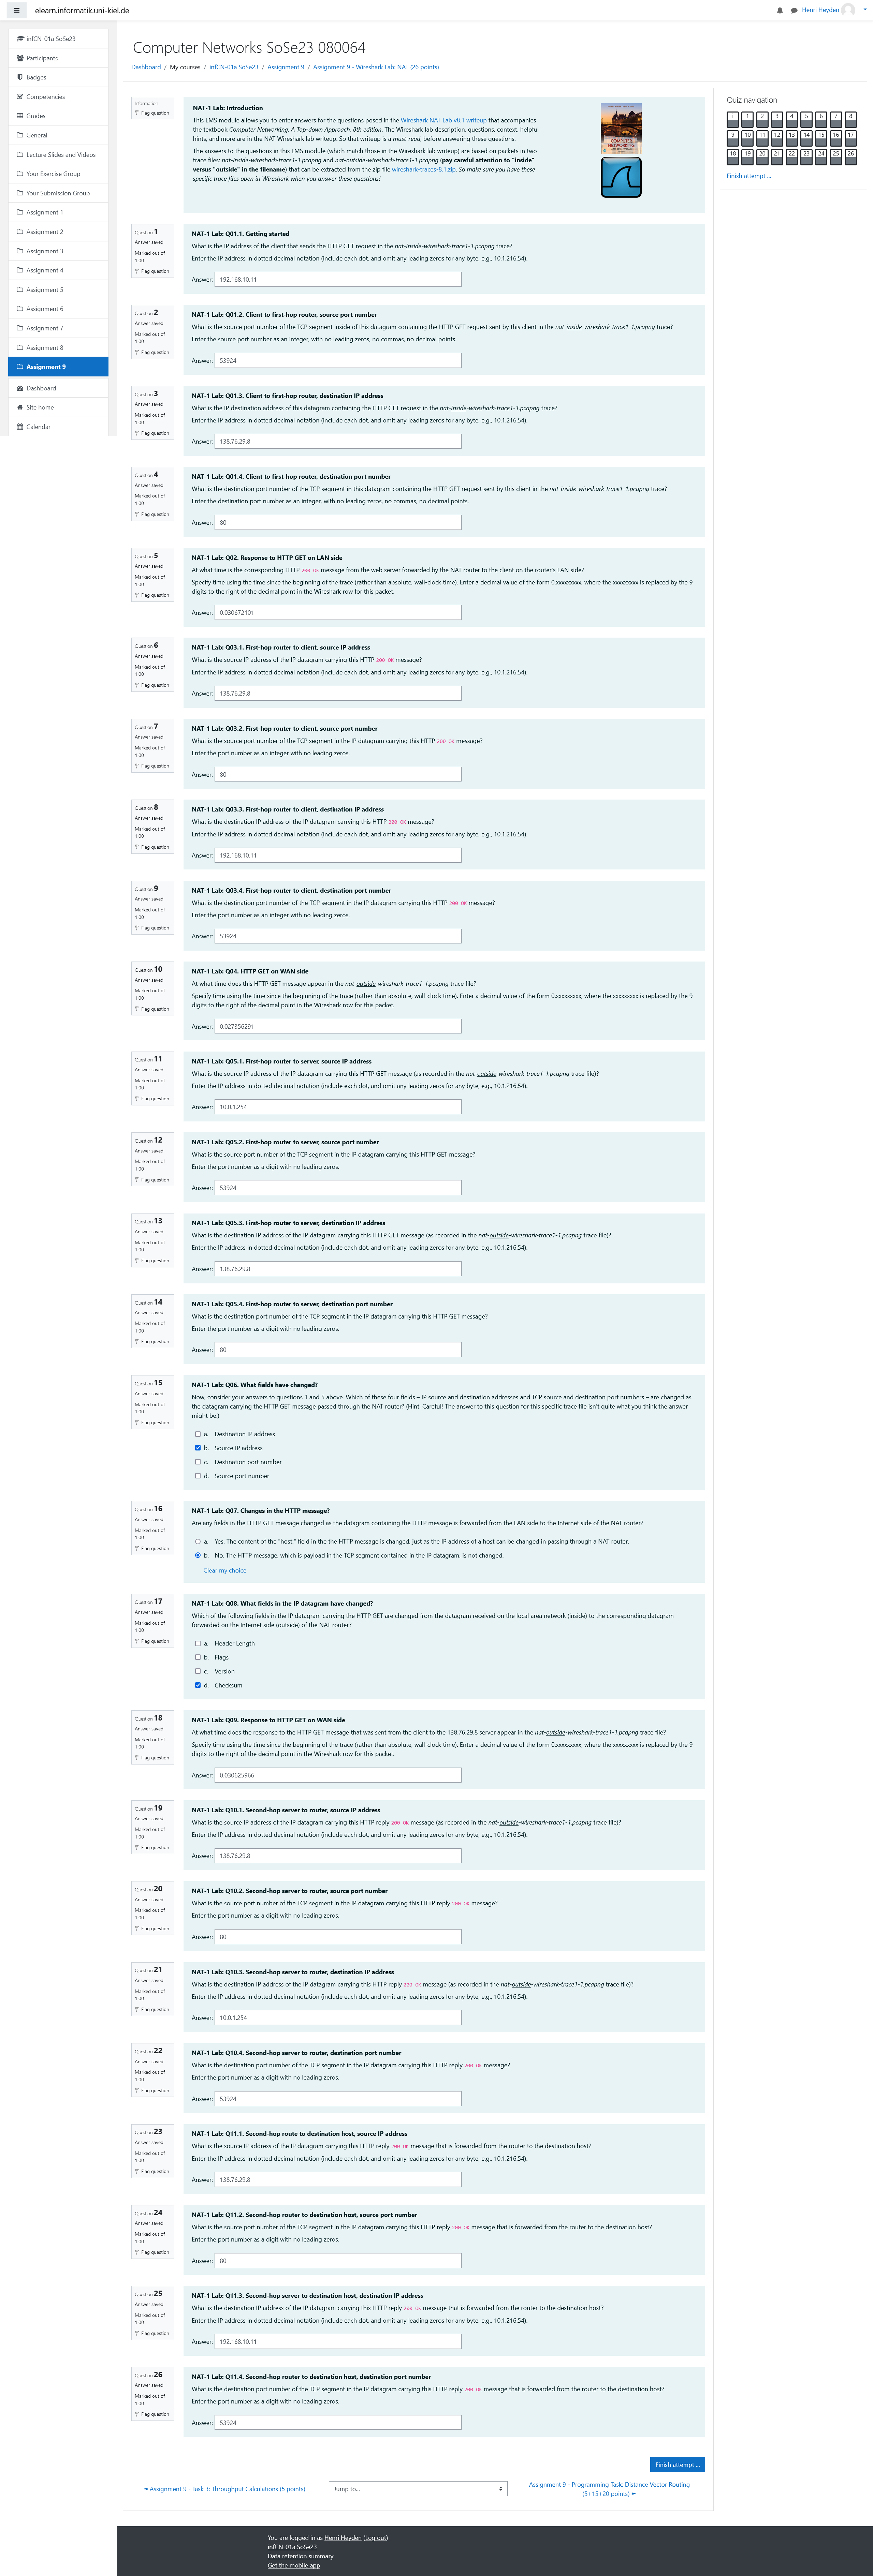 elearn.informatik.uni-kiel.de
Henri Heyden
infCN-01a SoSe23
Participants
Badges
Competencies
Grades
General
Lecture Slides and Videos
Your Exercise Group
Your Submission Group
Assignment 1
Assignment 2
Assignment 3
Assignment 4
Assignment 5
Assignment 6
Assignment 7
Assignment 8
Assignment 9
Dashboard
Site home
Calendar
Computer Networks SoSe23 080064
Dashboard / My courses / infCN-01a SoSe23 / Assignment 9 / Assignment 9 - Wireshark Lab: NAT (26 points)
Information
Flag question
NAT-1 Lab: Introduction
This LMS module allows you to enter answers for the questions posed in the Wireshark NAT Lab v8.1 writeup that accompanies
the textbook Computer Networking: A Top-down Approach, 8th edition. The Wireshark lab description, questions, context, helpful
hints, and more are in the NAT Wireshark lab writeup. So that writeup is a must-read, before answering these questions.
The answers to the questions in this LMS module (which match those in the Wireshark lab writeup) are based on packets in two
trace files: nat-inside-wireshark-trace1-1.pcapng and nat-outside-wireshark-trace1-1.pcapng (pay careful attention to "inside"
versus "outside" in the filename) that can be extracted from the zip file wireshark-traces-8.1.zip. So make sure you have these
specific trace files open in Wireshark when you answer these questions!
COMPUTER
NETWORKING
Question 1
Answer saved
Marked out of
1.00
Flag question
NAT-1 Lab: Q01.1. Getting started
What is the IP address of the client that sends the HTTP GET request in the nat-inside-wireshark-trace1-1.pcapng trace?
Enter the IP address in dotted decimal notation (include each dot, and omit any leading zeros for any byte, e.g., 10.1.216.54).
Answer: 192.168.10.11
Question 2
Answer saved
Marked out of
1.00
Flag question
NAT-1 Lab: Q01.2. Client to first-hop router, source port number
What is the source port number of the TCP segment inside of this datagram containing the HTTP GET request sent by this client in the nat-inside-wireshark-trace1-1.pcapng trace?
Enter the source port number as an integer, with no leading zeros, no commas, no decimal points.
Answer: 53924
Question 3
Answer saved
Marked out of
1.00
Flag question
NAT-1 Lab: Q01.3. Client to first-hop router, destination IP address
What is the IP destination address of this datagram containing the HTTP GET request in the nat-inside-wireshark-trace1-1.pcapng trace?
Enter the IP address in dotted decimal notation (include each dot, and omit any leading zeros for any byte, e.g., 10.1.216.54).
Answer: 138.76.29.8
Question 4
Answer saved
Marked out of
1.00
Flag question
NAT-1 Lab: Q01.4. Client to first-hop router, destination port number
What is the destination port number of the TCP segment in this datagram containing the HTTP GET request sent by this client in the nat-inside-wireshark-trace1-1.pcapng trace?
Enter the destination port number as an integer, with no leading zeros, no commas, no decimal points.
Answer: 80
Question 5
Answer saved
Marked out of
1.00
Flag question
NAT-1 Lab: Q02. Response to HTTP GET on LAN side
At what time is the corresponding HTTP 200 OK message from the web server forwarded by the NAT router to the client on the router's LAN side?
Specify time using the time since the beginning of the trace (rather than absolute, wall-clock time). Enter a decimal value of the form 0.xxxxxxxxx, where the xxxxxxxxx is replaced by the 9
digits to the right of the decimal point in the Wireshark row for this packet.
Answer: 0.030672101
Question 6
Answer saved
Marked out of
1.00
Flag question
NAT-1 Lab: Q03.1. First-hop router to client, source IP address
What is the source IP address of the IP datagram carrying this HTTP 200 OK message?
Enter the IP address in dotted decimal notation (include each dot, and omit any leading zeros for any byte, e.g., 10.1.216.54).
Answer: 138.76.29.8
Question 7
Answer saved
Marked out of
1.00
Flag question
NAT-1 Lab: Q03.2. First-hop router to client, source port number
What is the source port number of the TCP segment in the IP datagram carrying this HTTP 200 OK message?
Enter the port number as an integer with no leading zeros.
Answer: 80
Question 8
Answer saved
Marked out of
1.00
Flag question
NAT-1 Lab: Q03.3. First-hop router to client, destination IP address
What is the destination IP address of the IP datagram carrying this HTTP 200 OK message?
Enter the IP address in dotted decimal notation (include each dot, and omit any leading zeros for any byte, e.g., 10.1.216.54).
Answer: 192.168.10.11
Question 9
Answer saved
Marked out of
1.00
Flag question
NAT-1 Lab: Q03.4. First-hop router to client, destination port number
What is the destination port number of the TCP segment in the IP datagram carrying this HTTP 200 OK message?
Enter the port number as an integer with no leading zeros.
Answer: 53924
Question 10
Answer saved
Marked out of
1.00
Flag question
NAT-1 Lab: Q04. HTTP GET on WAN side
At what time does this HTTP GET message appear in the nat-outside-wireshark-trace1-1.pcapng trace file?
Specify time using the time since the beginning of the trace (rather than absolute, wall-clock time). Enter a decimal value of the form 0.xxxxxxxxx, where the xxxxxxxxx is replaced by the 9
digits to the right of the decimal point in the Wireshark row for this packet.
Answer: 0.027356291
Question 11
Answer saved
Marked out of
1.00
Flag question
NAT-1 Lab: Q05.1. First-hop router to server, source IP address
What is the source IP address of the IP datagram carrying this HTTP GET message (as recorded in the nat-outside-wireshark-trace1-1.pcapng trace file)?
Enter the IP address in dotted decimal notation (include each dot, and omit any leading zeros for any byte, e.g., 10.1.216.54).
Answer: 10.0.1.254
Question 12
Answer saved
Marked out of
1.00
Flag question
NAT-1 Lab: Q05.2. First-hop router to server, source port number
What is the source port number of the TCP segment in the IP datagram carrying this HTTP GET message?
Enter the port number as a digit with no leading zeros.
Answer: 53924
Question 13
Answer saved
Marked out of
1.00
Flag question
NAT-1 Lab: Q05.3. First-hop router to server, destination IP address
What is the destination IP address of the IP datagram carrying this HTTP GET message (as recorded in the nat-outside-wireshark-trace1-1.pcapng trace file)?
Enter the IP address in dotted decimal notation (include each dot, and omit any leading zeros for any byte, e.g., 10.1.216.54).
Answer: 138.76.29.8
Question 14
Answer saved
Marked out of
1.00
Flag question
NAT-1 Lab: Q05.4. First-hop router to server, destination port number
What is the destination port number of the TCP segment in the IP datagram carrying this HTTP GET message?
Enter the port number as a digit with no leading zeros.
Answer: 80
Question 15
Answer saved
Marked out of
1.00
Flag question
NAT-1 Lab: Q06. What fields have changed?
Now, consider your answers to questions 1 and 5 above. Which of these four fields – IP source and destination addresses and TCP source and destination port numbers – are changed as
the datagram carrying the HTTP GET message passed through the NAT router? (Hint: Careful! The answer to this question for this specific trace file isn't quite what you think the answer
might be.)
a. Destination IP address
b. Source IP address
c. Destination port number
d. Source port number
Question 16
Answer saved
Marked out of
1.00
Flag question
NAT-1 Lab: Q07. Changes in the HTTP message?
Are any fields in the HTTP GET message changed as the datagram containing the HTTP message is forwarded from the LAN side to the Internet side of the NAT router?
a. Yes. The content of the "host:" field in the the HTTP message is changed, just as the IP address of a host can be changed in passing through a NAT router.
b. No. The HTTP message, which is payload in the TCP segment contained in the IP datagram, is not changed.
Clear my choice
Question 17
Answer saved
Marked out of
1.00
Flag question
NAT-1 Lab: Q08. What fields in the IP datagram have changed?
Which of the following fields in the IP datagram carrying the HTTP GET are changed from the datagram received on the local area network (inside) to the corresponding datagram
forwarded on the Internet side (outside) of the NAT router?
a. Header Length
b. Flags
c. Version
d. Checksum
Question 18
Answer saved
Marked out of
1.00
Flag question
NAT-1 Lab: Q09. Response to HTTP GET on WAN side
At what time does the response to the HTTP GET message that was sent from the client to the 138.76.29.8 server appear in the nat-outside-wireshark-trace1-1.pcapng trace file?
Specify time using the time since the beginning of the trace (rather than absolute, wall-clock time). Enter a decimal value of the form 0.xxxxxxxxx, where the xxxxxxxxx is replaced by the 9
digits to the right of the decimal point in the Wireshark row for this packet.
Answer: 0.030625966
Question 19
Answer saved
Marked out of
1.00
Flag question
NAT-1 Lab: Q10.1. Second-hop server to router, source IP address
What is the source IP address of the IP datagram carrying this HTTP reply 200 OK message (as recorded in the nat-outside-wireshark-trace1-1.pcapng trace file)?
Enter the IP address in dotted decimal notation (include each dot, and omit any leading zeros for any byte, e.g., 10.1.216.54).
Answer: 138.76.29.8
Question 20
Answer saved
Marked out of
1.00
Flag question
NAT-1 Lab: Q10.2. Second-hop server to router, source port number
What is the source port number of the TCP segment in the IP datagram carrying this HTTP reply 200 OK message?
Enter the port number as a digit with no leading zeros.
Answer: 80
Question 21
Answer saved
Marked out of
1.00
Flag question
NAT-1 Lab: Q10.3. Second-hop server to router, destination IP address
What is the destination IP address of the IP datagram carrying this HTTP reply 200 OK message (as recorded in the nat-outside-wireshark-trace1-1.pcapng trace file)?
Enter the IP address in dotted decimal notation (include each dot, and omit any leading zeros for any byte, e.g., 10.1.216.54).
Answer: 10.0.1.254
Question 22
Answer saved
Marked out of
1.00
Flag question
NAT-1 Lab: Q10.4. Second-hop server to router, destination port number
What is the destination port number of the TCP segment in the IP datagram carrying this HTTP reply 200 OK message?
Enter the port number as a digit with no leading zeros.
Answer: 53924
Question 23
Answer saved
Marked out of
1.00
Flag question
NAT-1 Lab: Q11.1. Second-hop route to destination host, source IP address
What is the source IP address of the IP datagram carrying this HTTP reply 200 OK message that is forwarded from the router to the destination host?
Enter the IP address in dotted decimal notation (include each dot, and omit any leading zeros for any byte, e.g., 10.1.216.54).
Answer: 138.76.29.8
Question 24
Answer saved
Marked out of
1.00
Flag question
NAT-1 Lab: Q11.2. Second-hop router to destination host, source port number
What is the source port number of the TCP segment in the IP datagram carrying this HTTP reply 200 OK message that is forwarded from the router to the destination host?
Enter the port number as a digit with no leading zeros.
Answer: 80
Question 25
Answer saved
Marked out of
1.00
Flag question
NAT-1 Lab: Q11.3. Second-hop server to destination host, destination IP address
What is the destination IP address of the IP datagram carrying this HTTP reply 200 OK message that is forwarded from the router to the destination host?
Enter the IP address in dotted decimal notation (include each dot, and omit any leading zeros for any byte, e.g., 10.1.216.54).
Answer: 192.168.10.11
Question 26
Answer saved
Marked out of
1.00
Flag question
NAT-1 Lab: Q11.4. Second-hop router to destination host, destination port number
What is the destination port number of the TCP segment in the IP datagram carrying this HTTP reply 200 OK message that is forwarded from the router to the destination host?
Enter the port number as a digit with no leading zeros.
Answer: 53924
Finish attempt ...
◄ Assignment 9 - Task 3: Throughput Calculations (5 points)
Jump to...
Assignment 9 - Programming Task: Distance Vector Routing
(5+15+20 points) ►
Quiz navigation
i 1 2 3 4 5 6 7 8
9 10 11 12 13 14 15 16 17
18 19 20 21 22 23 24 25 26
Finish attempt ...
You are logged in as Henri Heyden (Log out)
infCN-01a SoSe23
Data retention summary
Get the mobile app